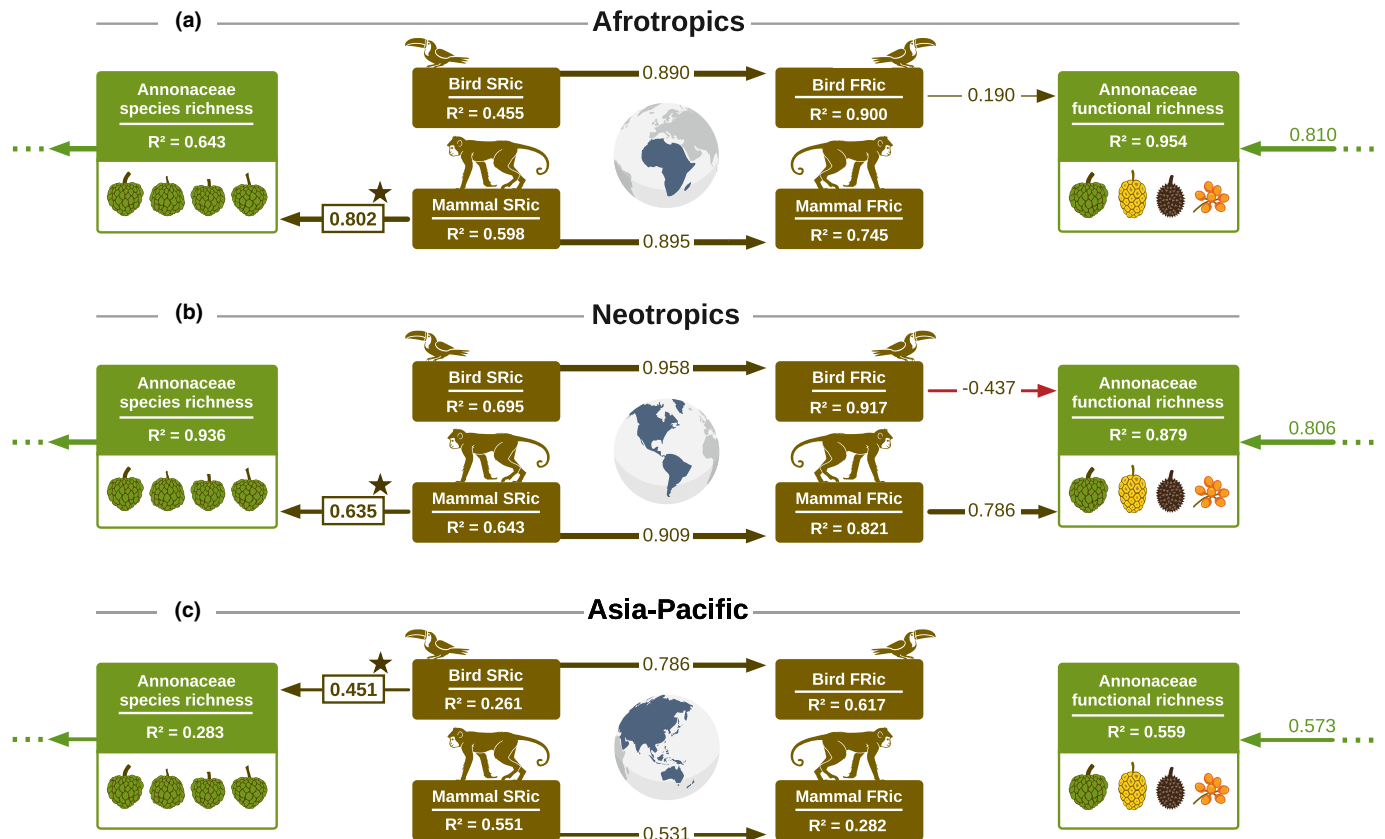 (a)
Afrotropics
Annonaceae
species richness
R² = 0.643
0.802
Bird SRic
R² = 0.455
Mammal SRic
R² = 0.598
0.890
0.895
Bird FRic
R² = 0.900
Mammal FRic
R² = 0.745
0.190
Annonaceae
functional richness
R² = 0.954
0.810
(b)
Neotropics
Annonaceae
species richness
R² = 0.936
0.635
Bird SRic
R² = 0.695
Mammal SRic
R² = 0.643
0.958
0.909
Bird FRic
R² = 0.917
Mammal FRic
R² = 0.821
-0.437
0.786
Annonaceae
functional richness
R² = 0.879
0.806
(c)
Asia-Pacific
Annonaceae
species richness
R² = 0.283
0.451
Bird SRic
R² = 0.261
Mammal SRic
R² = 0.551
0.786
0.531
Bird FRic
R² = 0.617
Mammal FRic
R² = 0.282
Annonaceae
functional richness
R² = 0.559
0.573